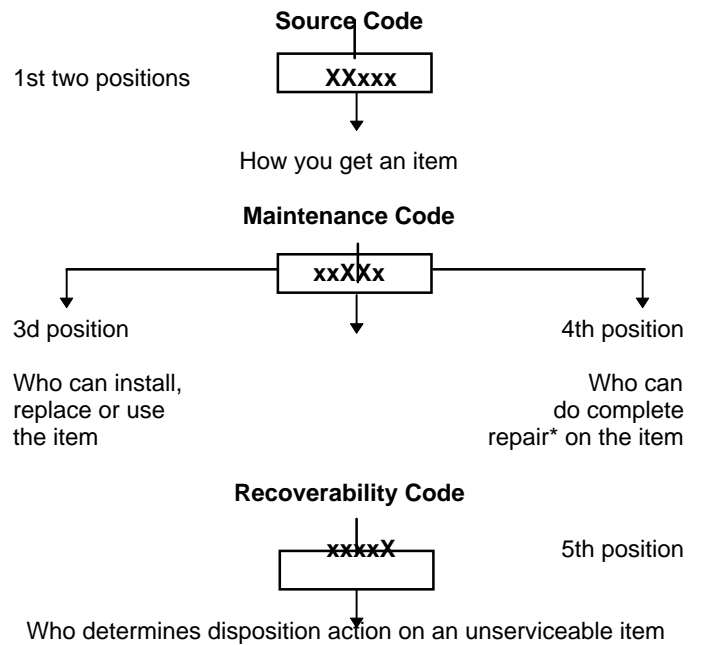 Source Code
1st two positions
XXxxx
How you get an item
Maintenance Code
xxXXx
3d position
4th position
Who can install,
replace or use
the item
Who can
do complete
repair* on the item
Recoverability Code
xxxxX
5th position
Who determines disposition action on an unserviceable item